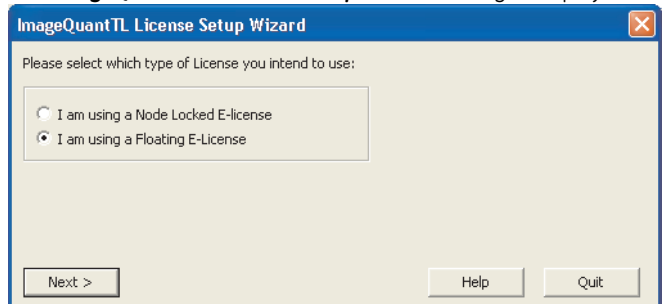 ImageQuantTL License Setup Wizard
Please select which type of License you intend to use:
I am using a Node Locked E-license
I am using a Floating E-License
Next >
Help
Quit